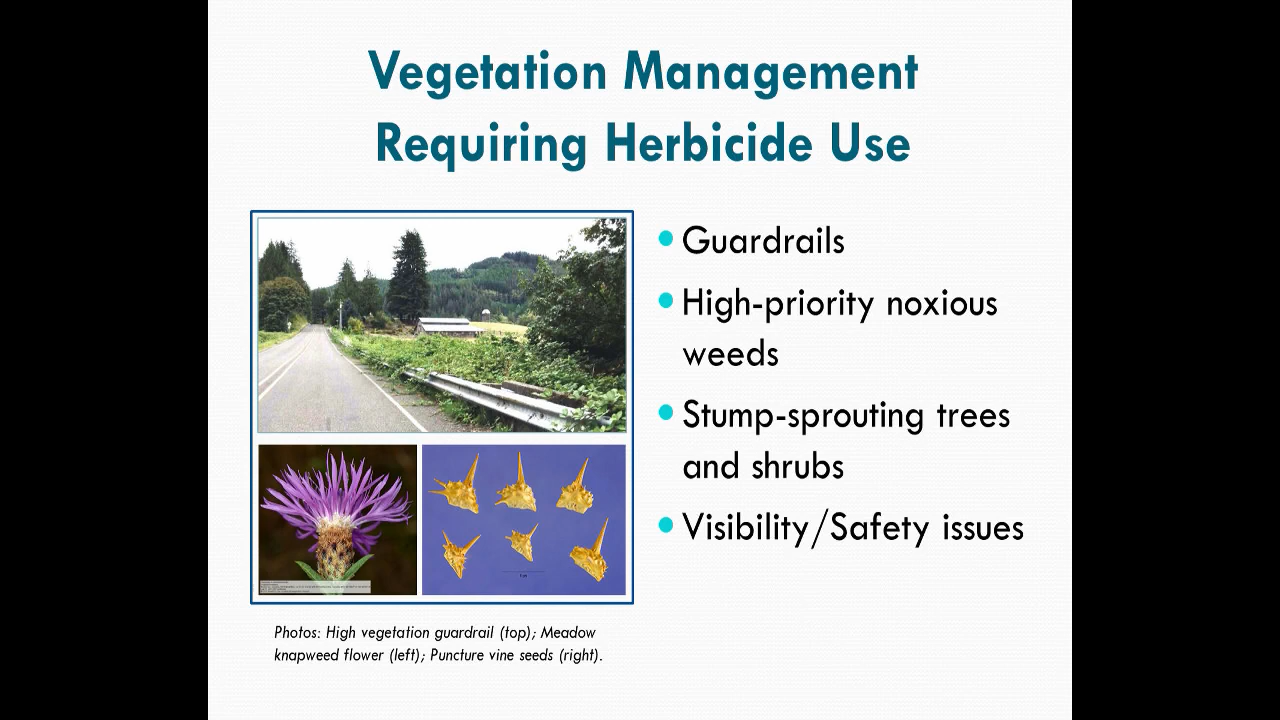 Vegetation Management
Requiring Herbicide Use
• Guardrails
• High-priority noxious
weeds
• Stump-sprouting trees
and shrubs
• Visibility/Safety issues
Photos: High vegetation guardrail (top); Meadow
knapweed flower (left); Puncture vine seeds (right).